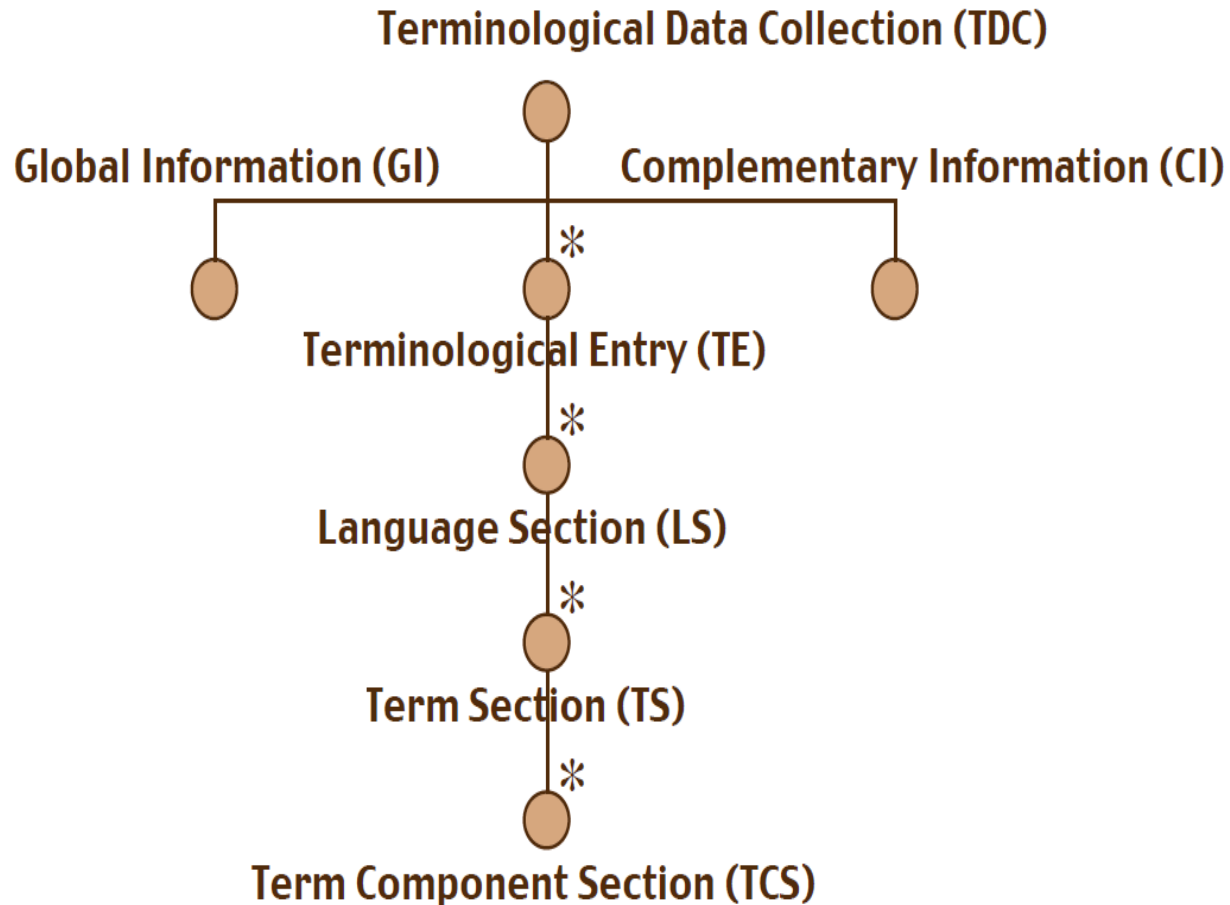 Terminological Data Collection (TDC)
Global Information (GI)
Complementary Information (CI)
*
Terminological Entry (TE)
*
Language Section (LS)
*
Term Section (TS)
*
Term Component Section (TCS)